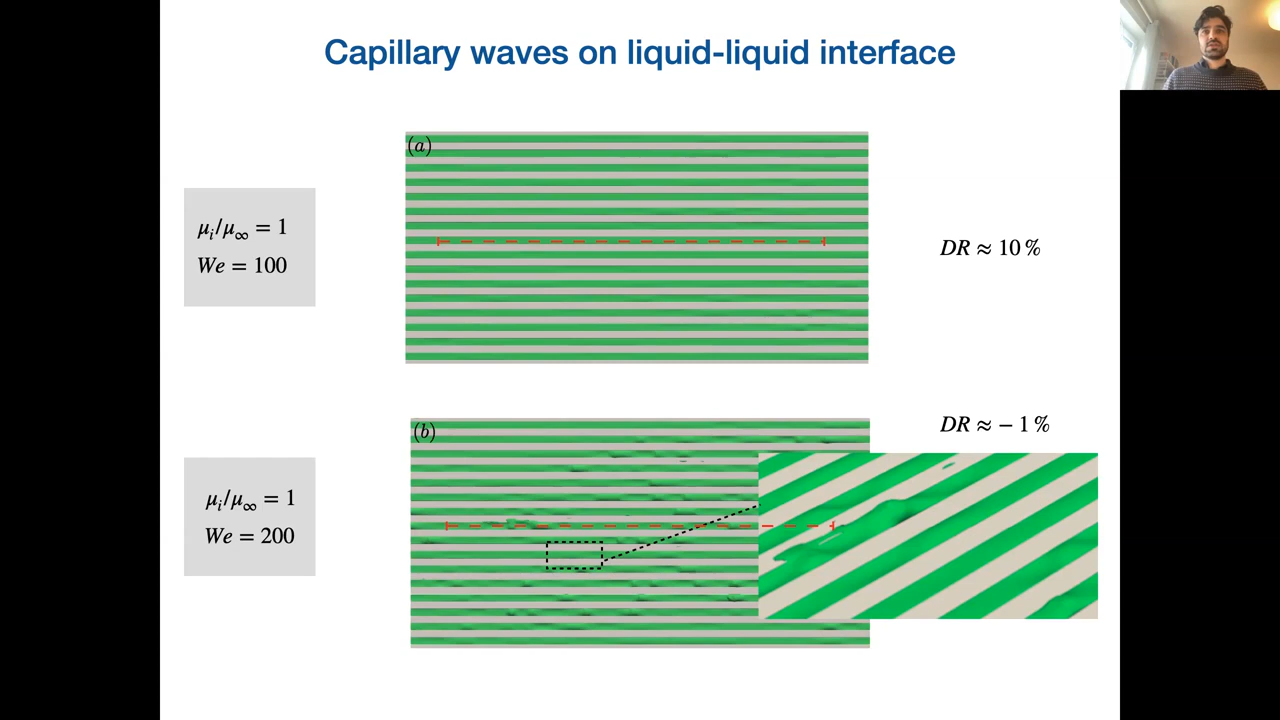 Capillary waves on liquid-liquid interface
(a)
μᵢ/μ∞ = 1
We = 100
DR ≈ 10 %
(b)
DR ≈ − 1 %
μᵢ/μ∞ = 1
We = 200